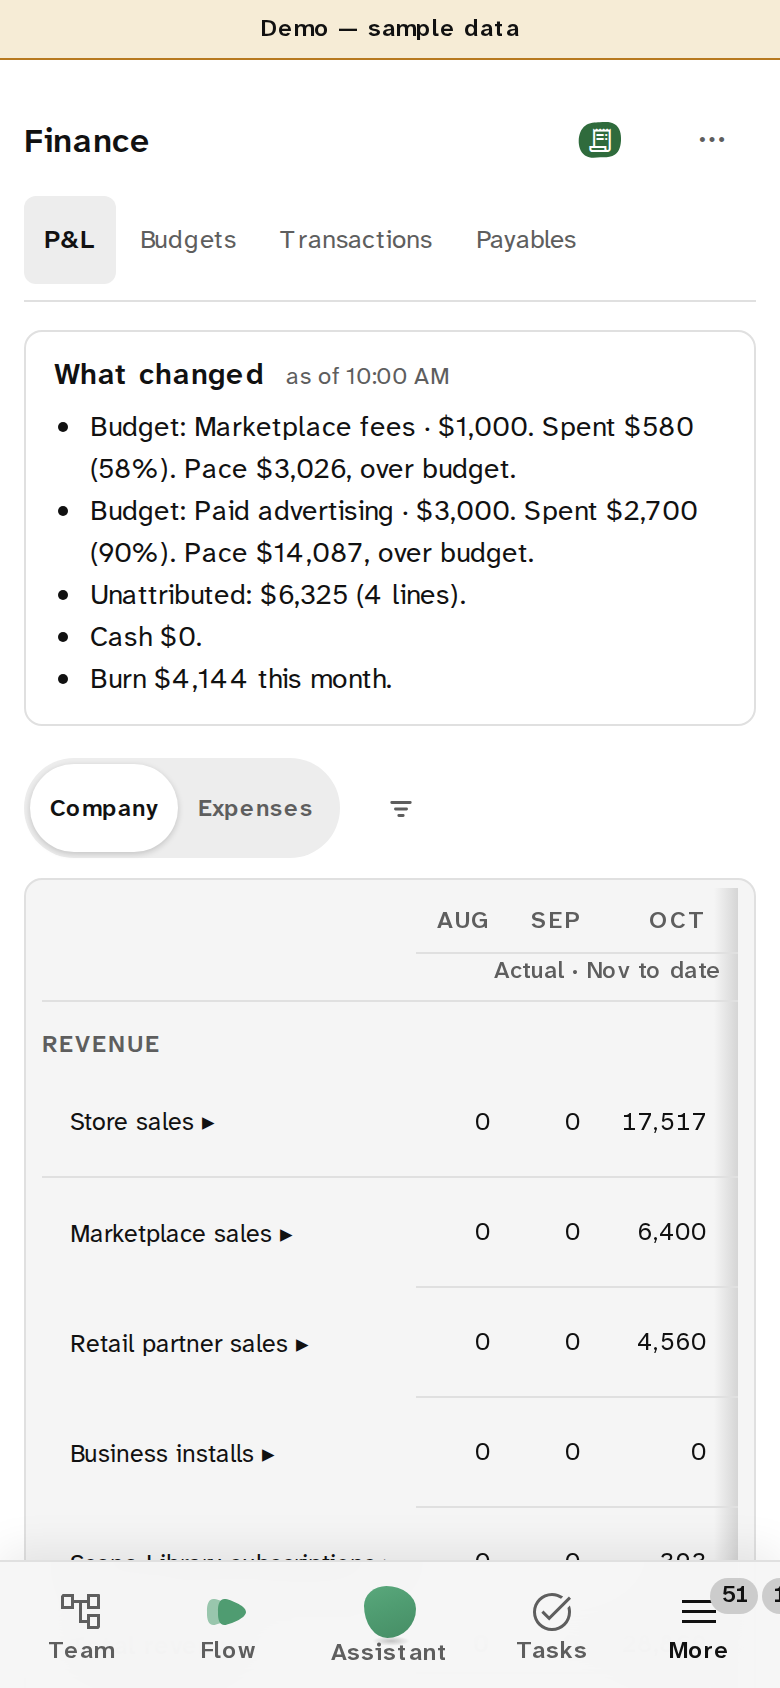 Demo — sample data
Finance
P&L Budgets Transactions Payables
What changed as of 10:00 AM
• Budget: Marketplace fees · $1,000. Spent $580
(58%). Pace $3,026, over budget.
• Budget: Paid advertising · $3,000. Spent $2,700
(90%). Pace $14,087, over budget.
• Unattributed: $6,325 (4 lines).
• Cash $0.
• Burn $4,144 this month.
Company Expenses
AUG SEP OCT
Actual · Nov to date
REVENUE
Store sales ▸ 0 0 17,517
Marketplace sales ▸ 0 0 6,400
Retail partner sales ▸ 0 0 4,560
Business installs ▸ 0 0 0
51
Team Flow Assistant Tasks More